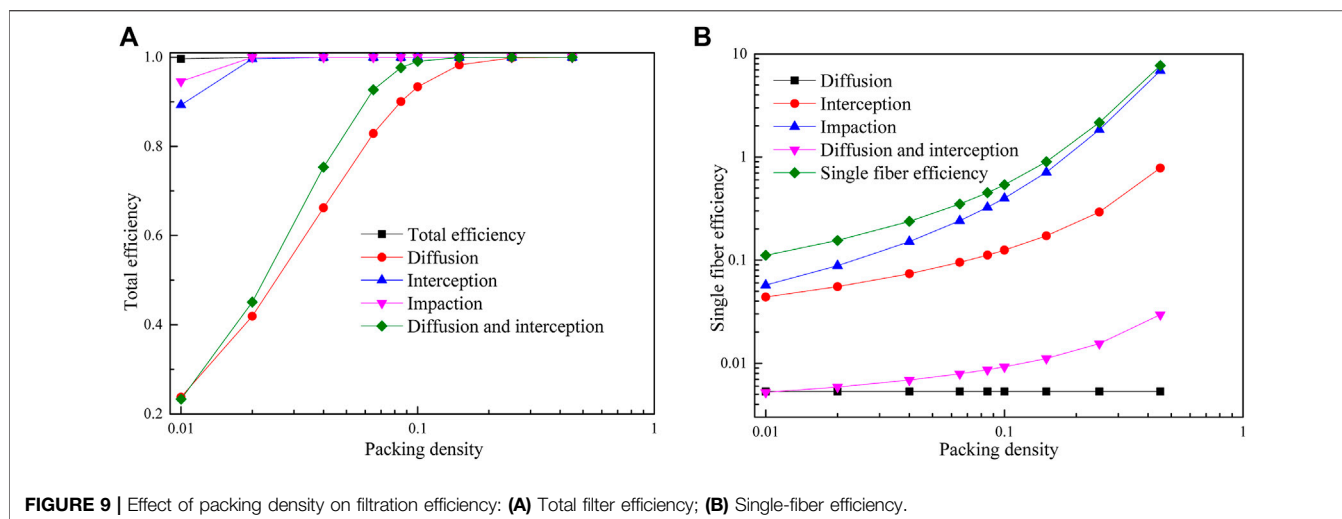 A
Total efficiency
1.0
0.8
0.6
0.4
0.2
Total efficiency
Diffusion
Interception
Impaction
Diffusion and interception
0.01
0.1
1
Packing density
B
Single fiber efficiency
10
1
0.1
0.01
Diffusion
Interception
Impaction
Diffusion and interception
Single fiber efficiency
0.01
0.1
1
Packing density
FIGURE 9 | Effect of packing density on filtration efficiency: (A) Total filter efficiency; (B) Single-fiber efficiency.